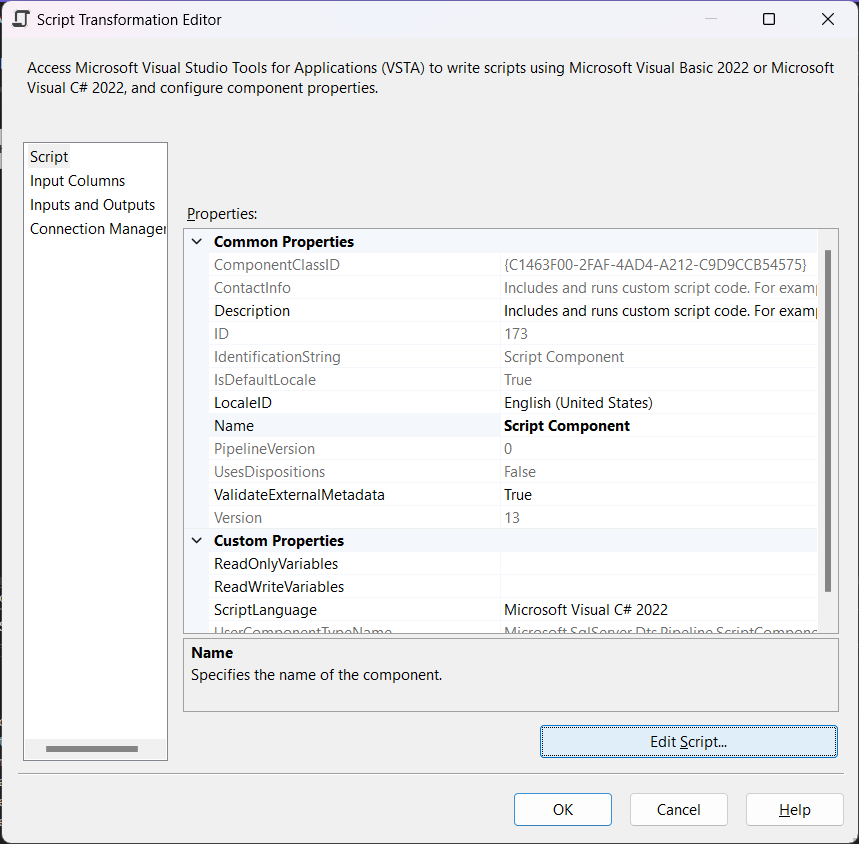 Script Transformation Editor
Access Microsoft Visual Studio Tools for Applications (VSTA) to write scripts using Microsoft Visual Basic 2022 or Microsoft
Visual C# 2022, and configure component properties.
Script
Input Columns
Inputs and Outputs
Connection Manager
Properties:
Common Properties
ComponentClassID {C1463F00-2FAF-4AD4-A212-C9D9CCB54575}
ContactInfo Includes and runs custom script code. For examp
Description Includes and runs custom script code. For examp
ID 173
IdentificationString Script Component
IsDefaultLocale True
LocaleID English (United States)
Name Script Component
PipelineVersion 0
UsesDispositions False
ValidateExternalMetadata True
Version 13
Custom Properties
ReadOnlyVariables
ReadWriteVariables
ScriptLanguage Microsoft Visual C# 2022
UserComponentTypeName Microsoft.SqlServer.Dts.Pipeline.ScriptCompone
Name
Specifies the name of the component.
Edit Script...
OK Cancel Help